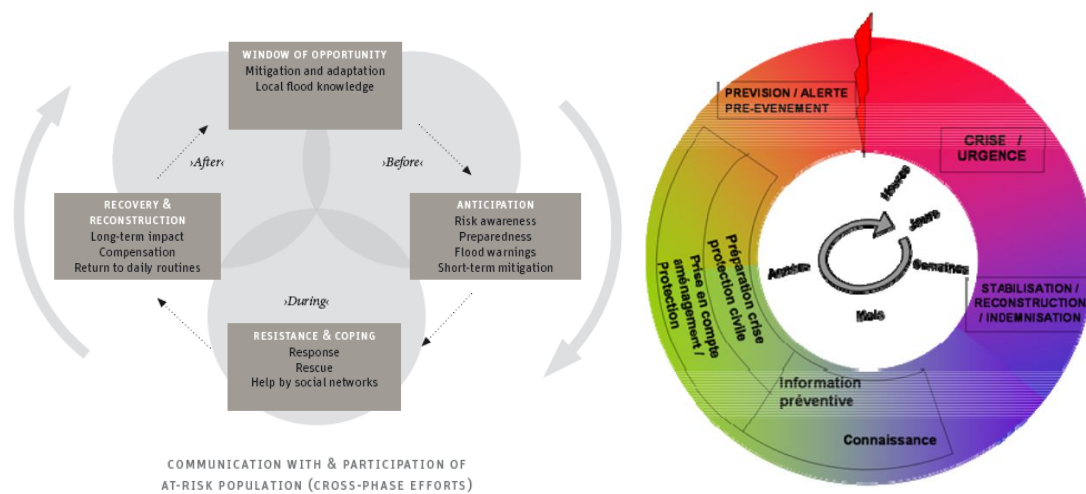 WINDOW OF OPPORTUNITY
Mitigation and adaptation
Local flood knowledge
›After‹
›Before‹
RECOVERY &
RECONSTRUCTION
Long-term impact
Compensation
Return to daily routines
ANTICIPATION
Risk awareness
Preparedness
Flood warnings
Short-term mitigation
›During‹
RESISTANCE & COPING
Response
Rescue
Help by social networks
COMMUNICATION WITH & PARTICIPATION OF
AT-RISK POPULATION (CROSS-PHASE EFFORTS)
PREVISION / ALERTE
PRE-EVENEMENT
CRISE /
URGENCE
Heures
Jours
Semaines
Mois
Années
STABILISATION /
RECONSTRUCTION
/ INDEMNISATION
Préparation crise
protection civile
Prise en compte
aménagement /
Protection
Information
préventive
Connaissance